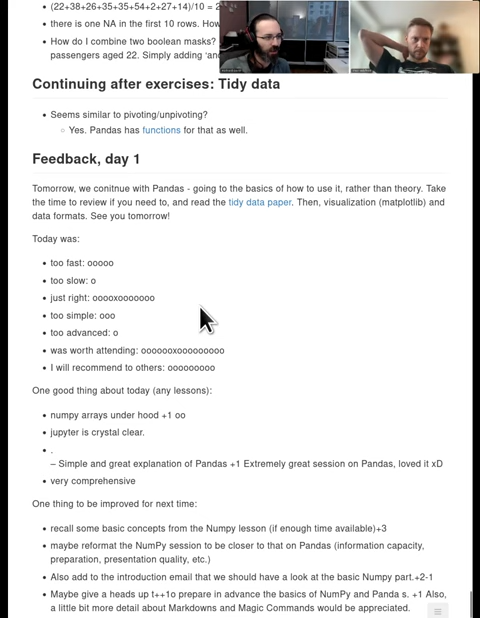 (22+38+26+35+35+54+2+27+14)/10 = 2
there is one NA in the first 10 rows. How
How do I combine two boolean masks?
passengers aged 22. Simply adding 'and
Continuing after exercises: Tidy data
Seems similar to pivoting/unpivoting?
Yes. Pandas has functions for that as well.
Feedback, day 1
Tomorrow, we conitnue with Pandas - going to the basics of how to use it, rather than theory. Take
the time to review if you need to, and read the tidy data paper. Then, visualization (matplotlib) and
data formats. See you tomorrow!
Today was:
too fast: ooooo
too slow: o
just right: ooooxooooooo
too simple: ooo
too advanced: o
was worth attending: ooooooxooooooooo
I will recommend to others: ooooooooo
One good thing about today (any lessons):
numpy arrays under hood +1 oo
jupyter is crystal clear.
.
– Simple and great explanation of Pandas +1 Extremely great session on Pandas, loved it xD
very comprehensive
One thing to be improved for next time:
recall some basic concepts from the Numpy lesson (if enough time available)+3
maybe reformat the NumPy session to be closer to that on Pandas (information capacity,
preparation, presentation quality, etc.)
Also add to the introduction email that we should have a look at the basic Numpy part.+2-1
Maybe give a heads up t++1o prepare in advance the basics of NumPy and Panda s. +1 Also,
a little bit more detail about Markdowns and Magic Commands would be appreciated.